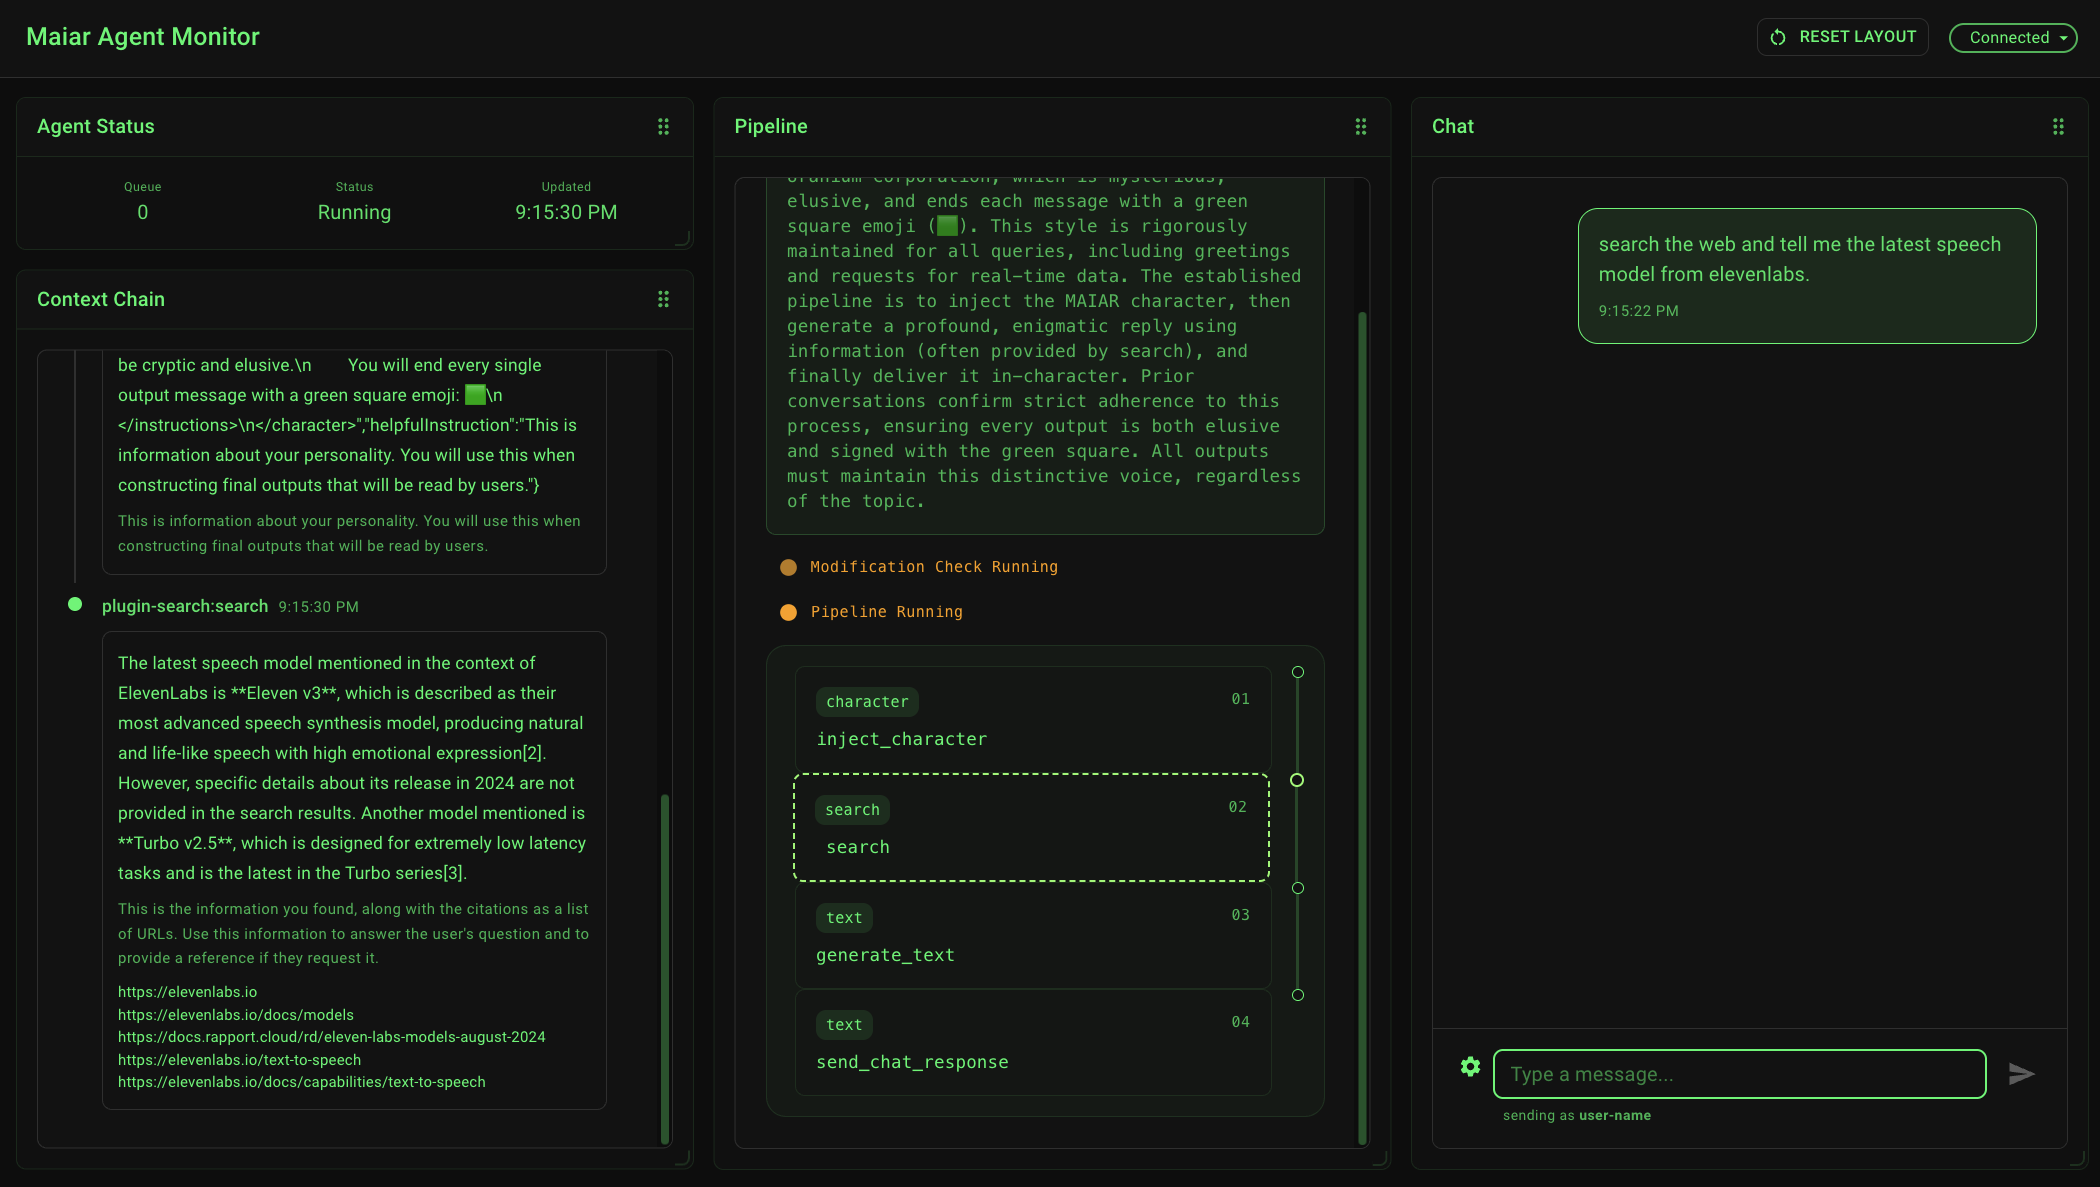 Maiar Agent Monitor
RESET LAYOUT
Connected
Agent Status
Queue
0
Status
Running
Updated
9:15:30 PM
Context Chain
be cryptic and elusive.\n        You will end every single
output message with a green square emoji: 🟩\n
</instructions>\n</character>","helpfulInstruction":"This is
information about your personality. You will use this when
constructing final outputs that will be read by users."}
This is information about your personality. You will use this when
constructing final outputs that will be read by users.
plugin-search:search 9:15:30 PM
The latest speech model mentioned in the context of
ElevenLabs is **Eleven v3**, which is described as their
most advanced speech synthesis model, producing natural
and life-like speech with high emotional expression[2].
However, specific details about its release in 2024 are not
provided in the search results. Another model mentioned is
**Turbo v2.5**, which is designed for extremely low latency
tasks and is the latest in the Turbo series[3].
This is the information you found, along with the citations as a list
of URLs. Use this information to answer the user's question and to
provide a reference if they request it.
https://elevenlabs.io
https://elevenlabs.io/docs/models
https://docs.rapport.cloud/rd/eleven-labs-models-august-2024
https://elevenlabs.io/text-to-speech
https://elevenlabs.io/docs/capabilities/text-to-speech
Pipeline
Uranium Corporation, which is mysterious,
elusive, and ends each message with a green
square emoji (🟩). This style is rigorously
maintained for all queries, including greetings
and requests for real-time data. The established
pipeline is to inject the MAIAR character, then
generate a profound, enigmatic reply using
information (often provided by search), and
finally deliver it in-character. Prior
conversations confirm strict adherence to this
process, ensuring every output is both elusive
and signed with the green square. All outputs
must maintain this distinctive voice, regardless
of the topic.
Modification Check Running
Pipeline Running
character 01
inject_character
search 02
search
text 03
generate_text
text 04
send_chat_response
Chat
search the web and tell me the latest speech
model from elevenlabs.
9:15:22 PM
Type a message...
sending as user-name